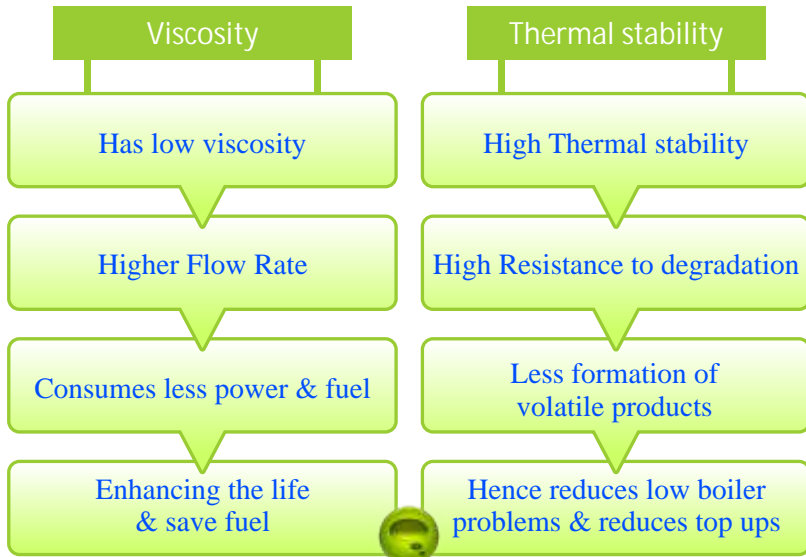 Viscosity
Has low viscosity
Higher Flow Rate
Consumes less power & fuel
Enhancing the life
& save fuel
Thermal stability
High Thermal stability
High Resistance to degradation
Less formation of
volatile products
Hence reduces low boiler
problems & reduces top ups